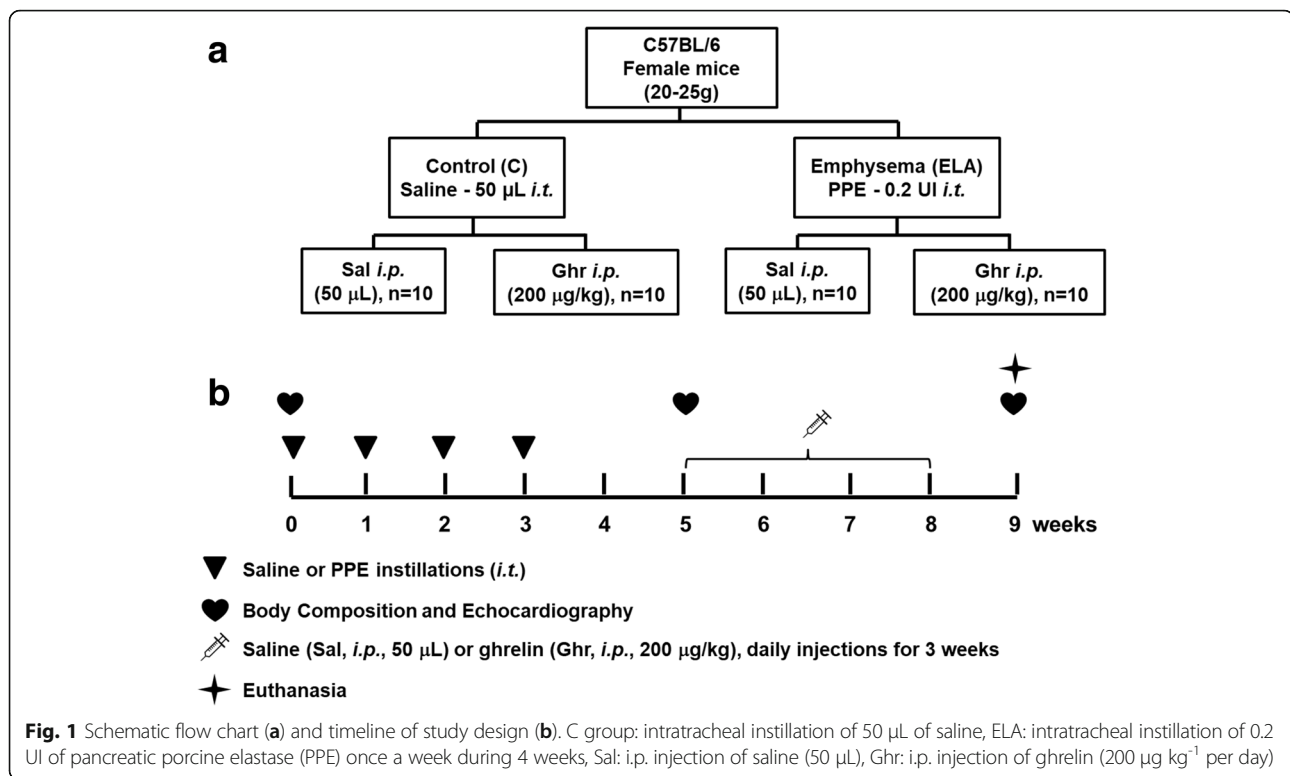 a
C57BL/6
Female mice
(20-25g)
Control (C)
Saline - 50 µL i.t.
Emphysema (ELA)
PPE - 0.2 UI i.t.
Sal i.p.
(50 µL), n=10
Ghr i.p.
(200 µg/kg), n=10
Sal i.p.
(50 µL), n=10
Ghr i.p.
(200 µg/kg), n=10
b
0 1 2 3 4 5 6 7 8 9 weeks
Saline or PPE instillations (i.t.)
Body Composition and Echocardiography
Saline (Sal, i.p., 50 µL) or ghrelin (Ghr, i.p., 200 µg/kg), daily injections for 3 weeks
Euthanasia
Fig. 1 Schematic flow chart (a) and timeline of study design (b). C group: intratracheal instillation of 50 µL of saline, ELA: intratracheal instillation of 0.2
UI of pancreatic porcine elastase (PPE) once a week during 4 weeks, Sal: i.p. injection of saline (50 µL), Ghr: i.p. injection of ghrelin (200 µg kg⁻¹ per day)